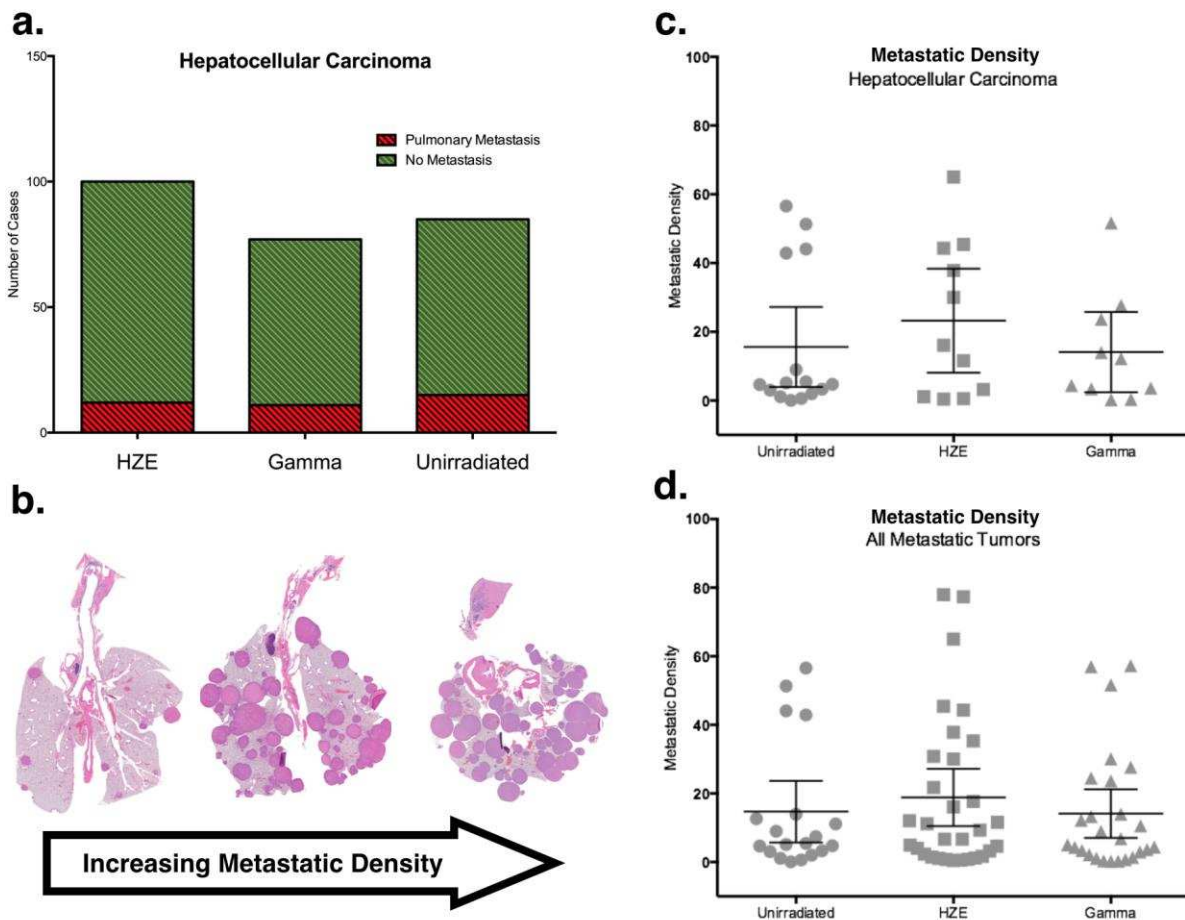 a.
Hepatocellular Carcinoma
150
100
50
0
Number of Cases
Pulmonary Metastasis
No Metastasis
HZE
Gamma
Unirradiated
b.
Increasing Metastatic Density
c.
Metastatic Density
Hepatocellular Carcinoma
100
80
60
40
20
0
Metastatic Density
Unirradiated
HZE
Gamma
d.
Metastatic Density
All Metastatic Tumors
100
80
60
40
20
0
Metastatic Density
Unirradiated
HZE
Gamma